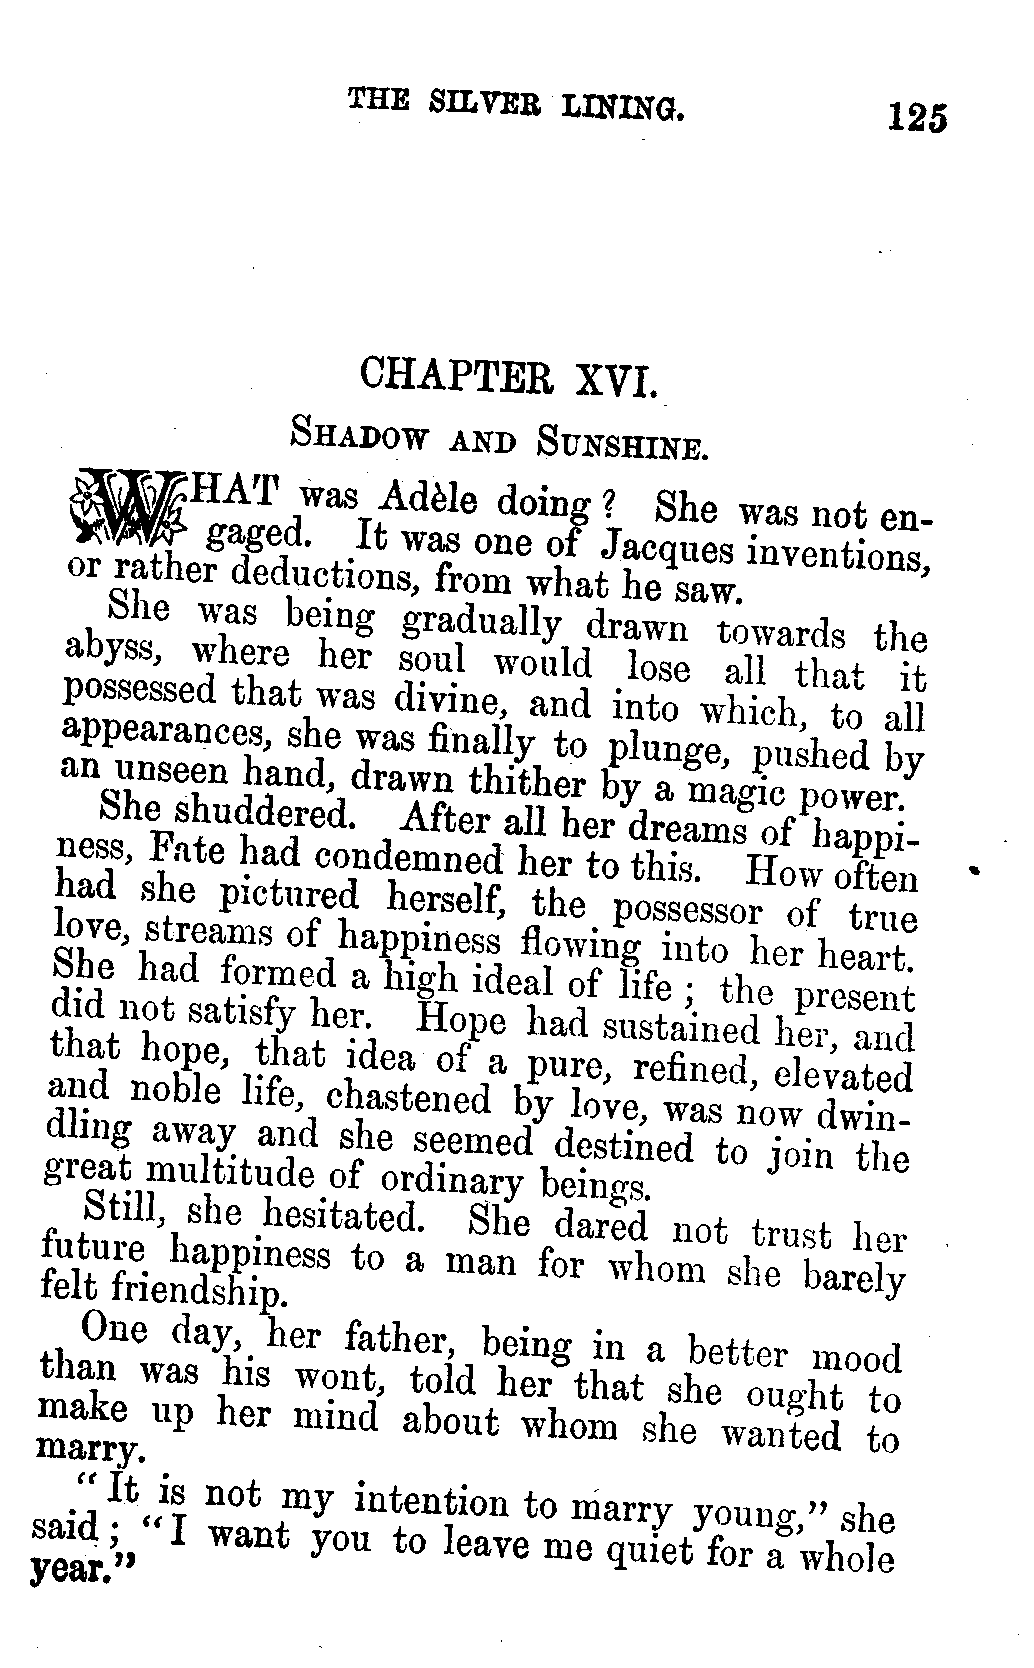 THE SILVER LINING. 125
CHAPTER XVI.
SHADOW AND SUNSHINE.
WHAT was Adèle doing? She was not en-
gaged. It was one of Jacques inventions,
or rather deductions, from what he saw.
She was being gradually drawn towards the
abyss, where her soul would lose all that it
possessed that was divine, and into which, to all
appearances, she was finally to plunge, pushed by
an unseen hand, drawn thither by a magic power.
She shuddered. After all her dreams of happi-
ness, Fate had condemned her to this. How often
had she pictured herself, the possessor of true
love, streams of happiness flowing into her heart.
She had formed a high ideal of life; the present
did not satisfy her. Hope had sustained her, and
that hope, that idea of a pure, refined, elevated
and noble life, chastened by love, was now dwin-
dling away and she seemed destined to join the
great multitude of ordinary beings.
Still, she hesitated. She dared not trust her
future happiness to a man for whom she barely
felt friendship.
One day, her father, being in a better mood
than was his wont, told her that she ought to
make up her mind about whom she wanted to
marry.
"It is not my intention to marry young," she
said; "I want you to leave me quiet for a whole
year."